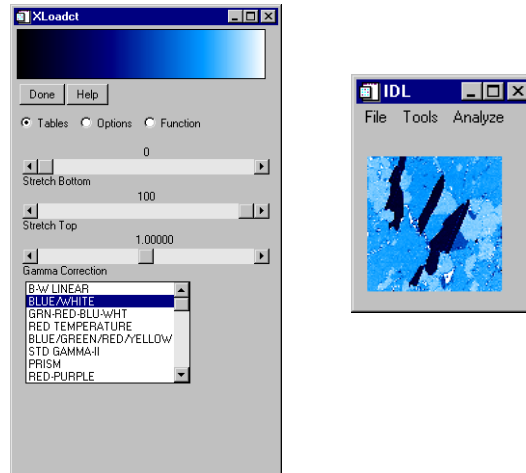 XLoadct
Done Help
Tables Options Function
0
Stretch Bottom
100
Stretch Top
1.00000
Gamma Correction
B-W LINEAR
BLUE/WHITE
GRN-RED-BLU-WHT
RED TEMPERATURE
BLUE/GREEN/RED/YELLOW
STD GAMMA-II
PRISM
RED-PURPLE
IDL
File Tools Analyze